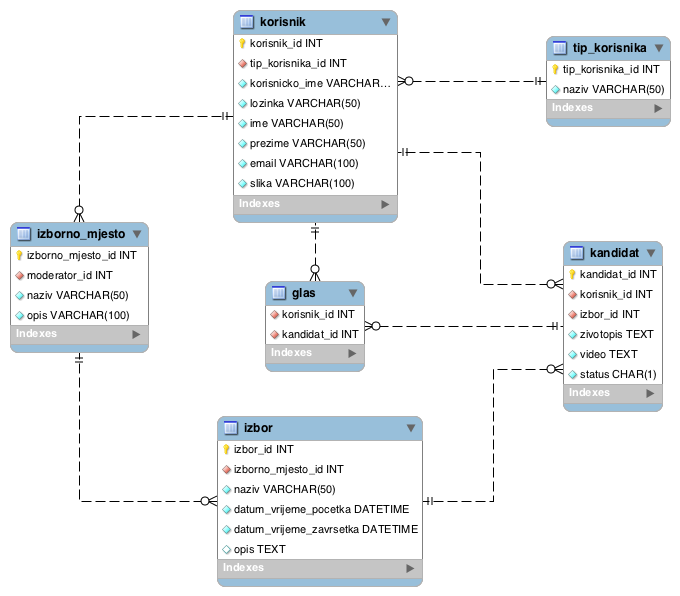 korisnik
korisnik_id INT
tip_korisnika_id INT
korisnicko_ime VARCHAR...
lozinka VARCHAR(50)
ime VARCHAR(50)
prezime VARCHAR(50)
email VARCHAR(100)
slika VARCHAR(100)
Indexes
tip_korisnika
tip_korisnika_id INT
naziv VARCHAR(50)
Indexes
izborno_mjesto
izborno_mjesto_id INT
moderator_id INT
naziv VARCHAR(50)
opis VARCHAR(100)
Indexes
glas
korisnik_id INT
kandidat_id INT
Indexes
kandidat
kandidat_id INT
korisnik_id INT
izbor_id INT
zivotopis TEXT
video TEXT
status CHAR(1)
Indexes
izbor
izbor_id INT
izborno_mjesto_id INT
naziv VARCHAR(50)
datum_vrijeme_pocetka DATETIME
datum_vrijeme_zavrsetka DATETIME
opis TEXT
Indexes